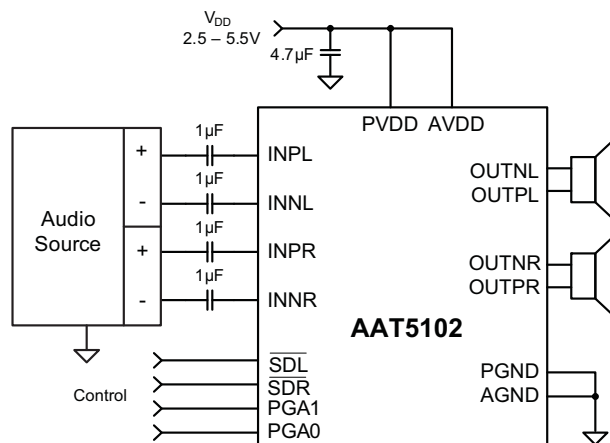 V_DD
2.5 – 5.5V
4.7µF
PVDD AVDD
1µF
+
INPL
OUTNL
OUTPL
1µF
-
INNL
Audio
Source
1µF
+
INPR
OUTNR
OUTPR
1µF
-
INNR
AAT5102
SDL
SDR
PGA1
PGA0
Control
PGND
AGND